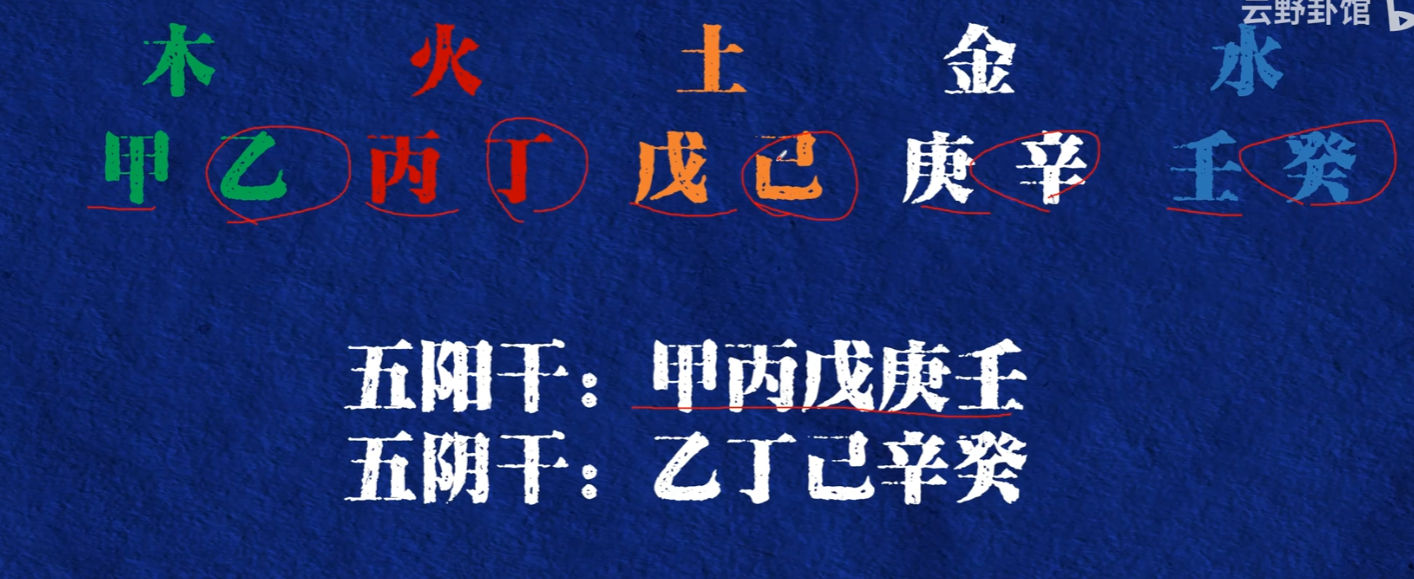 云野卦馆
木 火 土 金 水
甲 乙 丙 丁 戊 己 庚 辛 壬 癸
五阳干：甲丙戊庚壬
五阴干：乙丁己辛癸